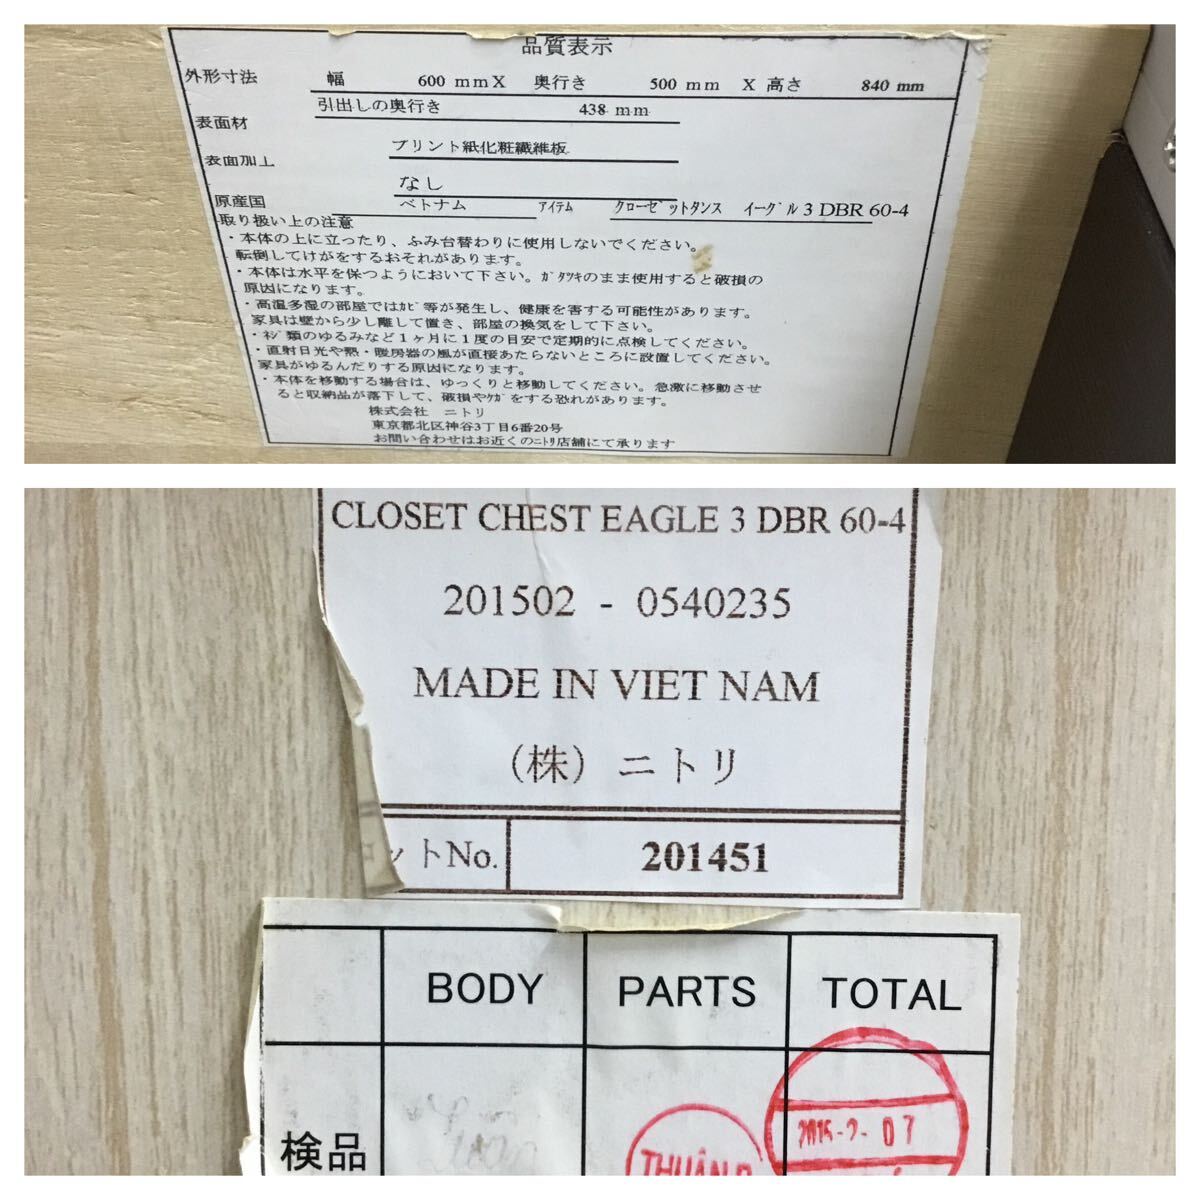 品質表示
外形寸法 幅 600 mmX 奥行き 500 mm X 高さ 840 mm
引出しの奥行き 438 mm
表面材
プリント紙化粧繊維板
表面加工
なし
原産国 ベトナム アイテム クローゼットタンス イーグル 3 DBR 60-4
取り扱い上の注意
・本体の上に立ったり、ふみ台替わりに使用しないでください。
転倒してけがをするおそれがあります。
・本体は水平を保つようにおいて下さい。ｶﾞﾀﾂｷのまま使用すると破損の
原因になります。
・高温多湿の部屋ではｶﾋﾞ等が発生し、健康を害する可能性があります。
家具は壁から少し離して置き、部屋の換気をして下さい。
・ﾈｼﾞ類のゆるみなど１ヶ月に１度の目安で定期的に点検してください。
・直射日光や熱・暖房器の風が直接あたらないところに設置してください。
家具がゆるんだりする原因になります。
・本体を移動する場合は、ゆっくりと移動してください。急激に移動させ
ると収納品が落下して、破損やｹｶﾞをする恐れがあります。
株式会社 ニトリ
東京都北区神谷3丁目6番20号
お問い合わせはお近くのﾆﾄﾘ店舗にて承ります
CLOSET CHEST EAGLE 3 DBR 60-4
201502 - 0540235
MADE IN VIET NAM
（株）ニトリ
ットNo. 201451
BODY PARTS TOTAL
検品
THUÂN
2015-2-07